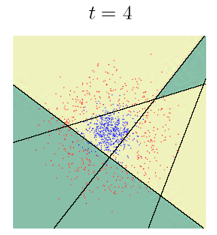 t = 4